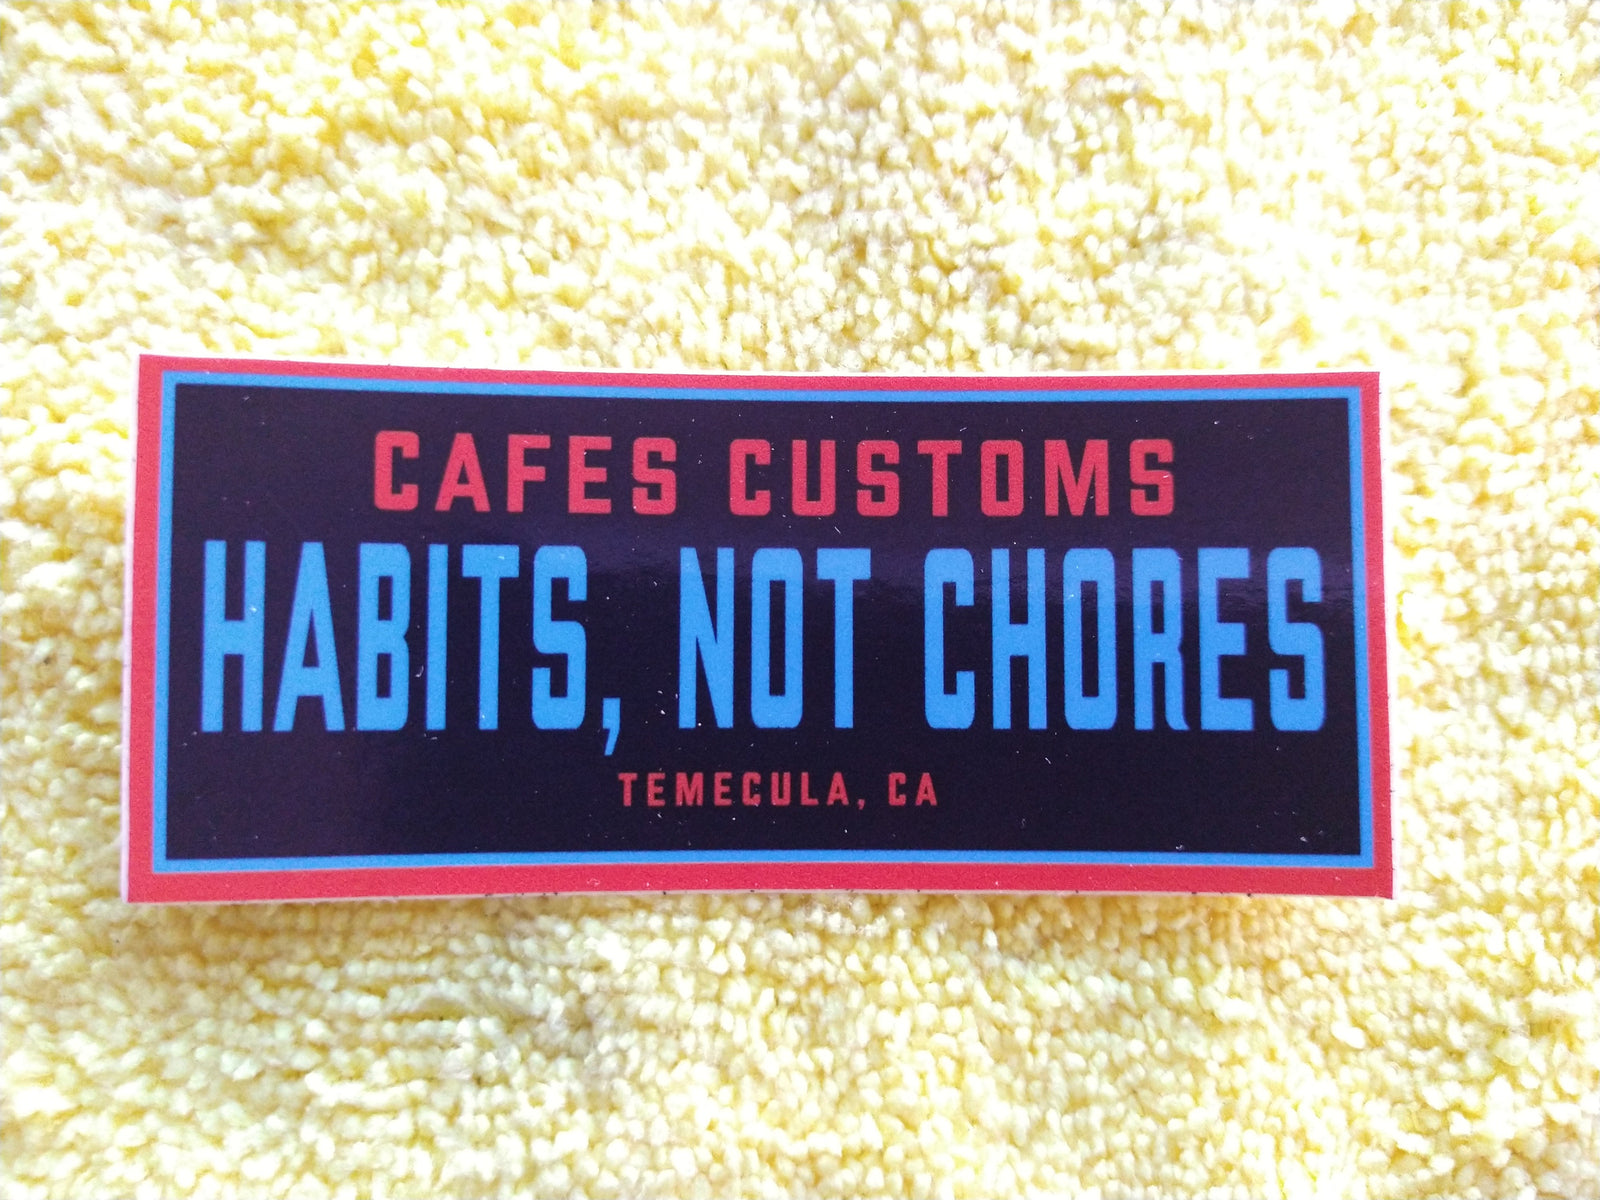 CAFES CUSTOMS
HABITS, NOT CHORES
TEMECULA, CA